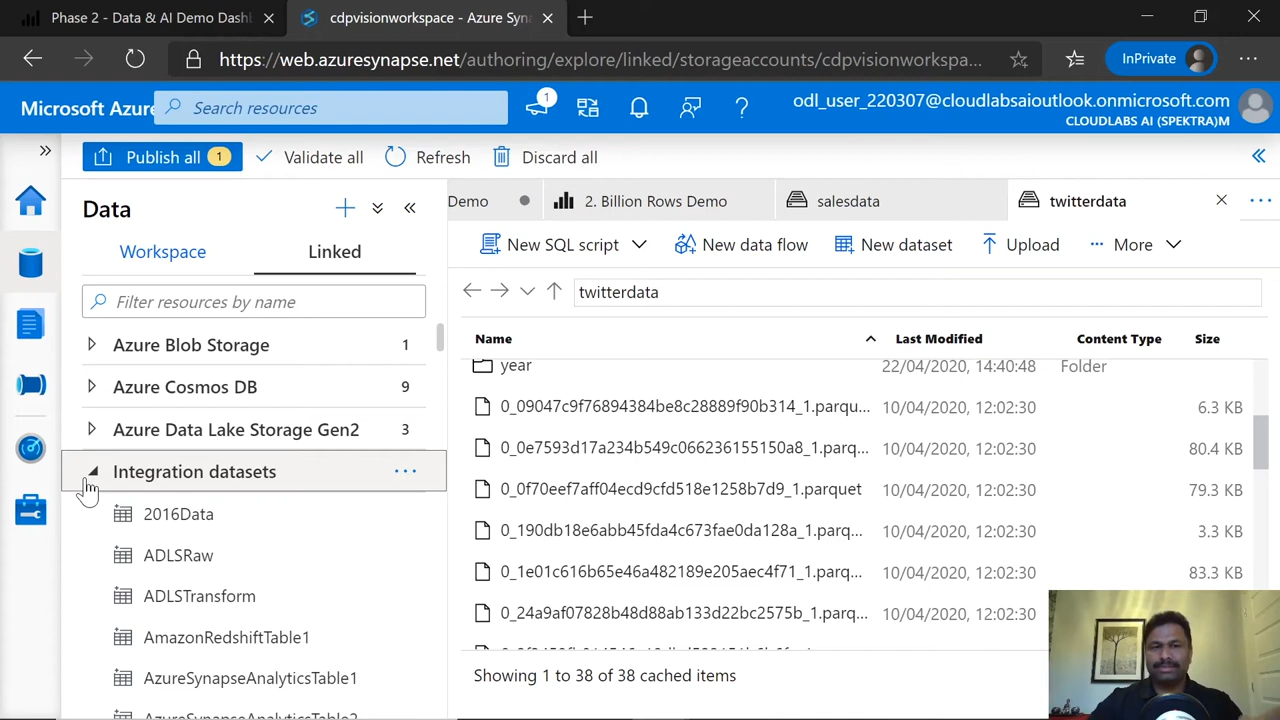 Phase 2 - Data & AI Demo Dashl
cdpvisionworkspace - Azure Syn
https://web.azuresynapse.net/authoring/explore/linked/storageaccounts/cdpvisionworkspa...
InPrivate
Microsoft Azure
Search resources
1
odl_user_220307@cloudlabsaioutlook.onmicrosoft.com
CLOUDLABS AI (SPEKTRA)M
Publish all 1
Validate all
Refresh
Discard all
Data
Demo
2. Billion Rows Demo
salesdata
twitterdata
Workspace
Linked
New SQL script
New data flow
New dataset
Upload
More
Filter resources by name
twitterdata
Name
Last Modified
Content Type
Size
Azure Blob Storage 1
Azure Cosmos DB 9
Azure Data Lake Storage Gen2 3
Integration datasets
2016Data
ADLSRaw
ADLSTransform
AmazonRedshiftTable1
AzureSynapseAnalyticsTable1
AzureSynapseAnalyticsTable2
year 22/04/2020, 14:40:48 Folder
0_09047c9f76894384be8c28889f90b314_1.parqu... 10/04/2020, 12:02:30 6.3 KB
0_0e7593d17a234b549c066236155150a8_1.parq... 10/04/2020, 12:02:30 80.4 KB
0_0f70eef7aff04ecd9cfd518e1258b7d9_1.parquet 10/04/2020, 12:02:30 79.3 KB
0_190db18e6abb45fda4c673fae0da128a_1.parq... 10/04/2020, 12:02:30 3.3 KB
0_1e01c616b65e46a482189e205aec4f71_1.parq... 10/04/2020, 12:02:30 83.3 KB
0_24a9af07828b48d88ab133d22bc2575b_1.parq... 10/04/2020, 12:02:30
Showing 1 to 38 of 38 cached items